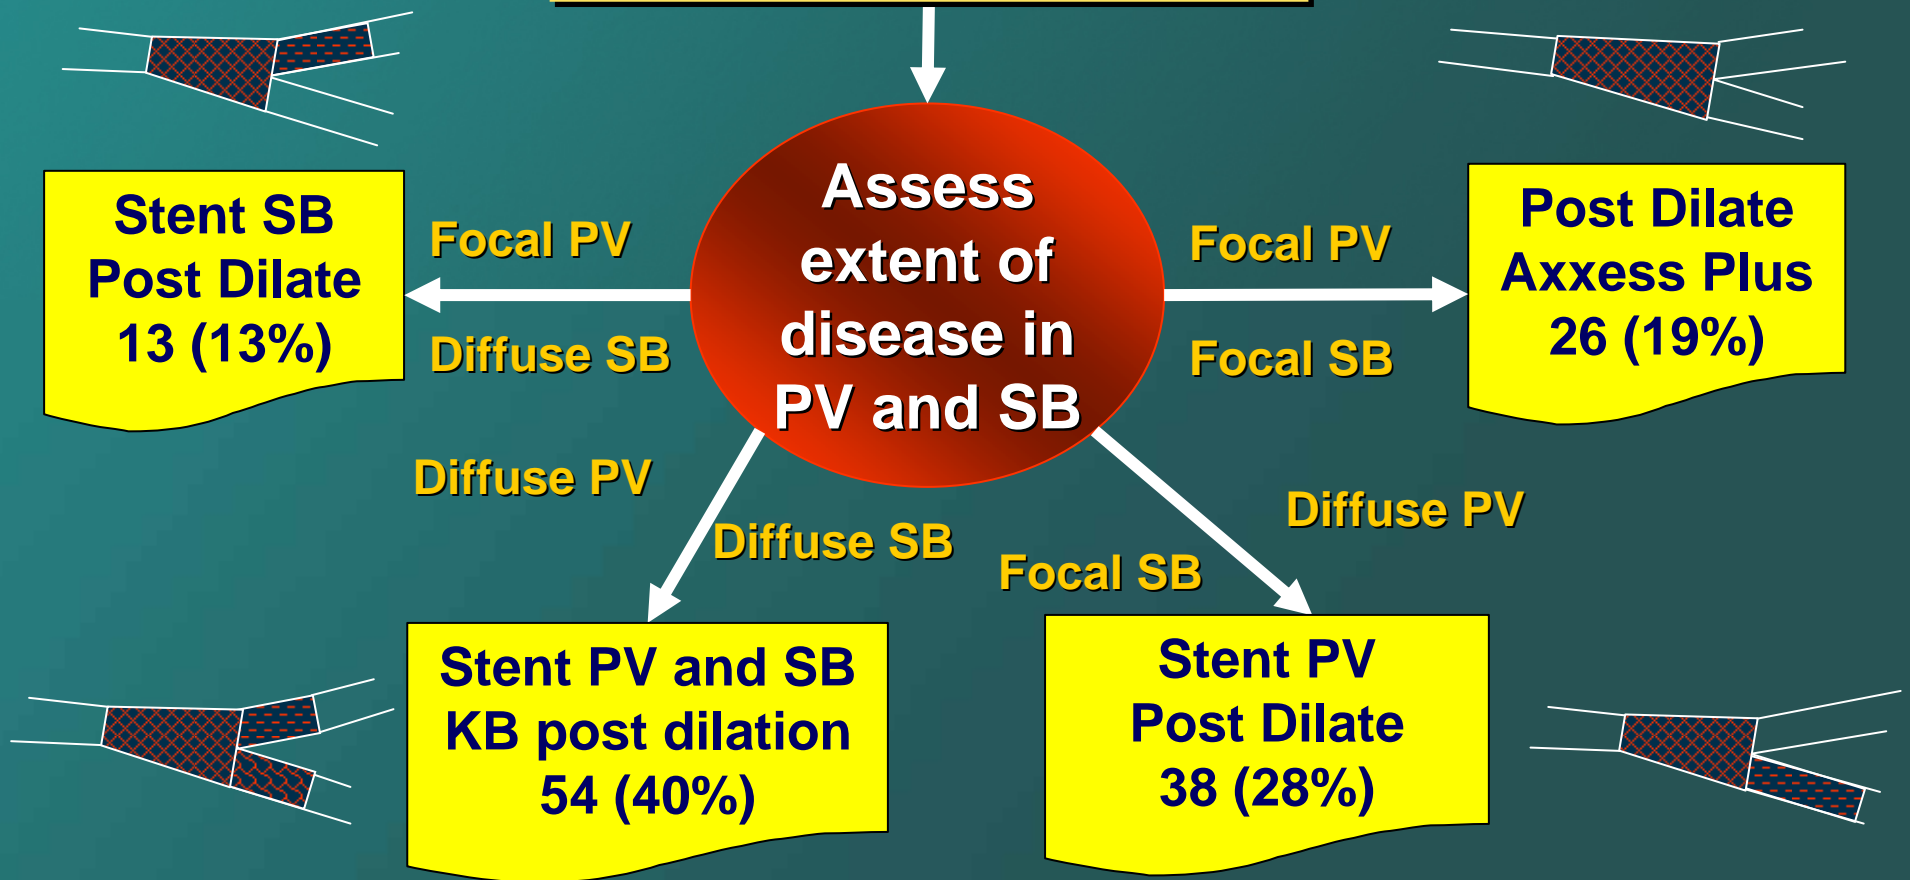 Assess
extent of
disease in
PV and SB
Focal PV
Diffuse SB
Stent SB
Post Dilate
13 (13%)
Focal PV
Focal SB
Post Dilate
Axxess Plus
26 (19%)
Diffuse PV
Diffuse SB
Stent PV and SB
KB post dilation
54 (40%)
Diffuse PV
Focal SB
Stent PV
Post Dilate
38 (28%)